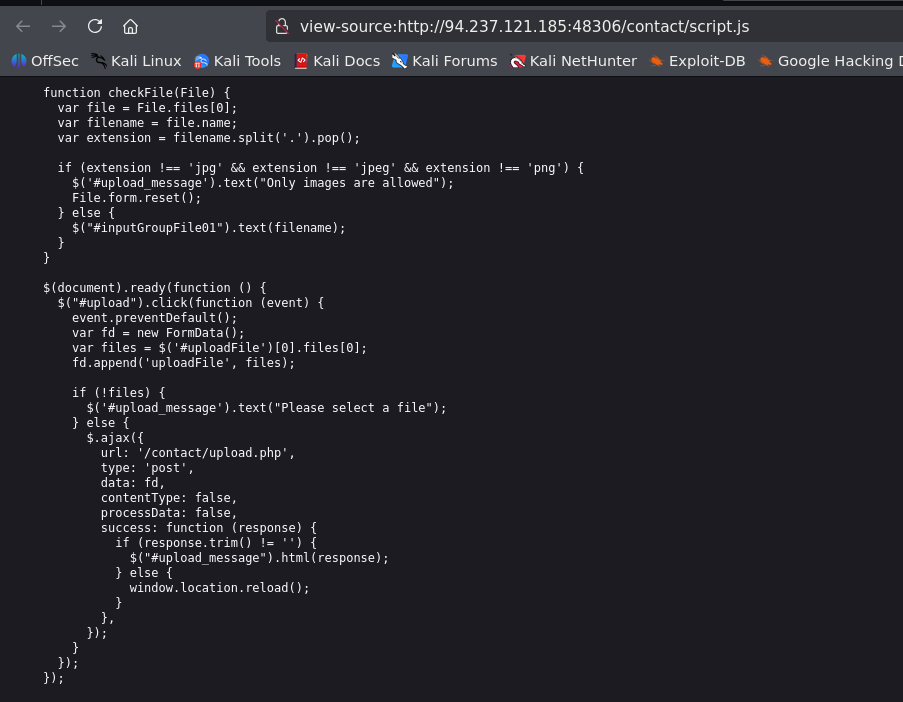 view-source:http://94.237.121.185:48306/contact/script.js
OffSec Kali Linux Kali Tools Kali Docs Kali Forums Kali NetHunter Exploit-DB Google Hacking D
function checkFile(File) {
  var file = File.files[0];
  var filename = file.name;
  var extension = filename.split('.').pop();

  if (extension !== 'jpg' && extension !== 'jpeg' && extension !== 'png') {
    $('#upload_message').text("Only images are allowed");
    File.form.reset();
  } else {
    $("#inputGroupFile01").text(filename);
  }
}

$(document).ready(function () {
  $("#upload").click(function (event) {
    event.preventDefault();
    var fd = new FormData();
    var files = $('#uploadFile')[0].files[0];
    fd.append('uploadFile', files);

    if (!files) {
      $('#upload_message').text("Please select a file");
    } else {
      $.ajax({
        url: '/contact/upload.php',
        type: 'post',
        data: fd,
        contentType: false,
        processData: false,
        success: function (response) {
          if (response.trim() != '') {
            $("#upload_message").html(response);
          } else {
            window.location.reload();
          }
        },
      });
    }
  });
});